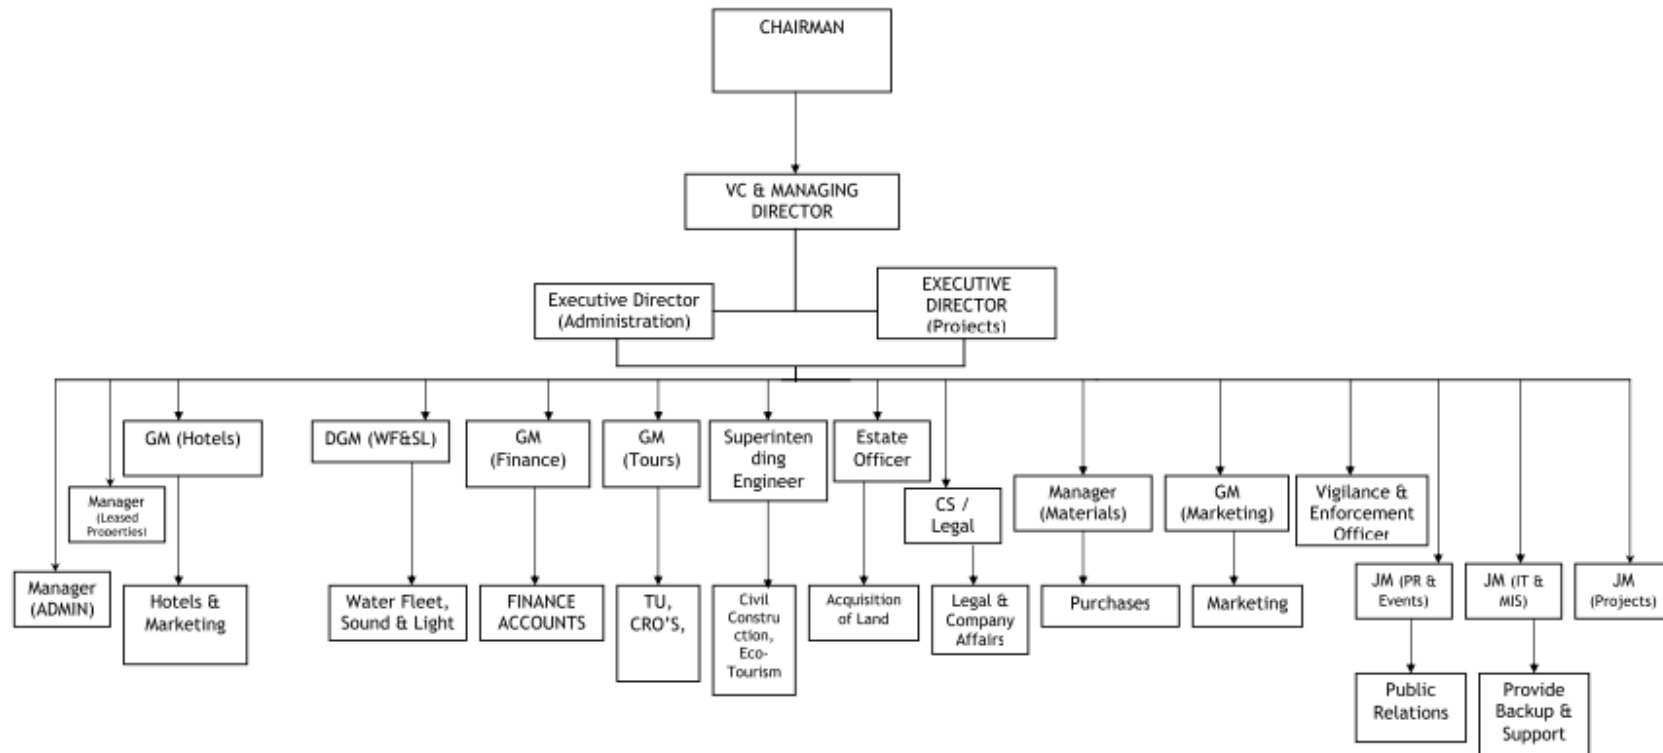 CHAIRMAN
VC & MANAGING
DIRECTOR
Executive Director
(Administration)
EXECUTIVE
DIRECTOR
(Projects)
GM (Hotels)
DGM (WF&SL)
GM
(Finance)
GM
(Tours)
Superinten
ding
Engineer
Estate
Officer
Manager
(Leased
Properties)
CS /
Legal
Manager
(Materials)
GM
(Marketing)
Vigilance &
Enforcement
Officer
Manager
(ADMIN)
Hotels &
Marketing
Water Fleet,
Sound & Light
FINANCE
ACCOUNTS
TU,
CRO'S,
Civil
Constru
ction,
Eco-
Tourism
Acquisition
of Land
Legal &
Company
Affairs
Purchases
Marketing
JM (PR &
Events)
JM (IT &
MIS)
JM
(Projects)
Public
Relations
Provide
Backup &
Support